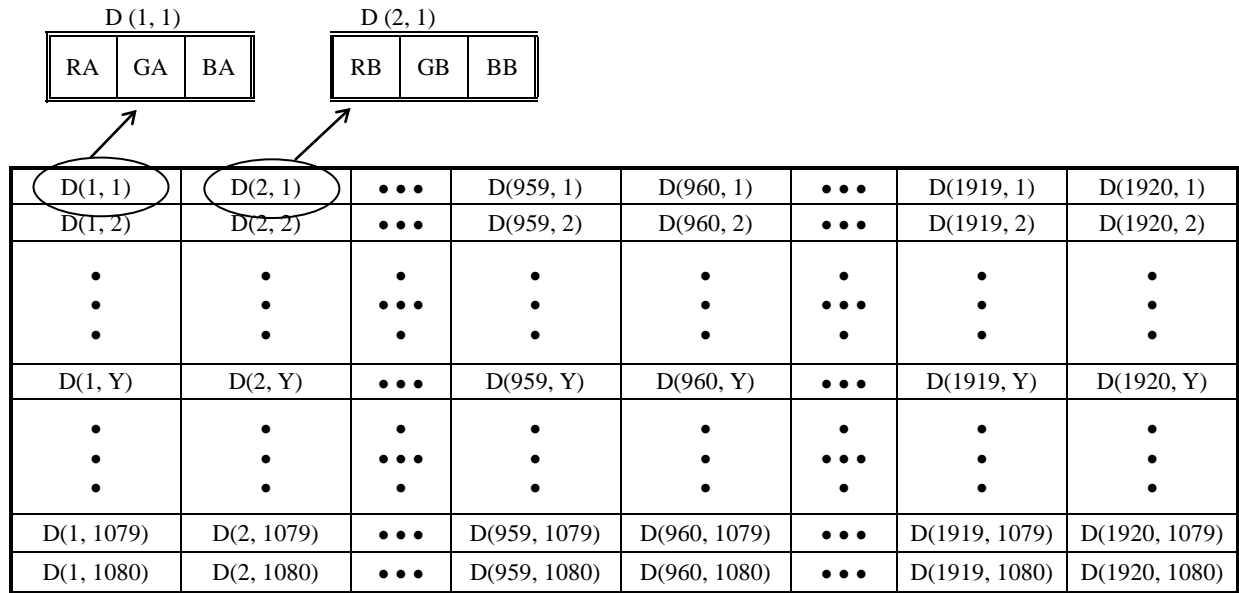 D (1, 1) D (2, 1)
RA GA BA RB GB BB
D(1, 1) D(2, 1) ••• D(959, 1) D(960, 1) ••• D(1919, 1) D(1920, 1)
D(1, 2) D(2, 2) ••• D(959, 2) D(960, 2) ••• D(1919, 2) D(1920, 2)
• • • • • • • •
• • ••• • • ••• • •
• • • • • • • •
D(1, Y) D(2, Y) ••• D(959, Y) D(960, Y) ••• D(1919, Y) D(1920, Y)
• • • • • • • •
• • ••• • • ••• • •
• • • • • • • •
D(1, 1079) D(2, 1079) ••• D(959, 1079) D(960, 1079) ••• D(1919, 1079) D(1920, 1079)
D(1, 1080) D(2, 1080) ••• D(959, 1080) D(960, 1080) ••• D(1919, 1080) D(1920, 1080)